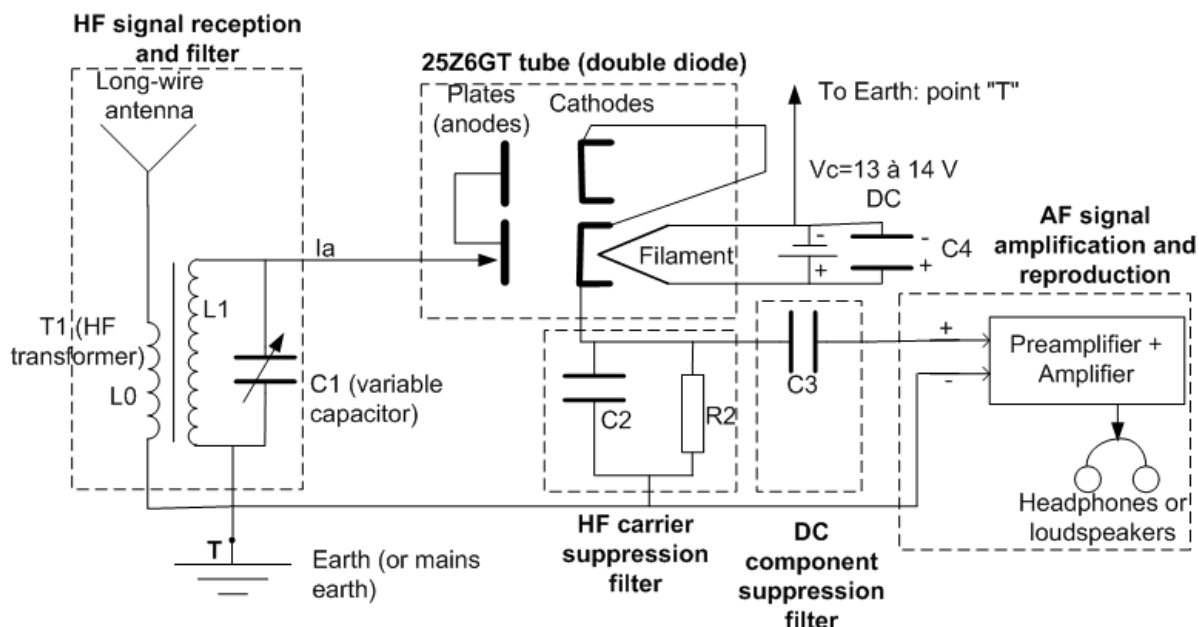 HF signal reception
and filter
Long-wire
antenna
T1 (HF
transformer)
L0
L1
C1 (variable
capacitor)
Ia
T
Earth (or mains
earth)
25Z6GT tube (double diode)
Plates
(anodes)
Cathodes
Filament
To Earth: point "T"
Vc=13 à 14 V
DC
-
+
-
+
C4
C2
R2
HF carrier
suppression
filter
C3
DC
component
suppression
filter
AF signal
amplification and
reproduction
+
-
Preamplifier +
Amplifier
Headphones or
loudspeakers